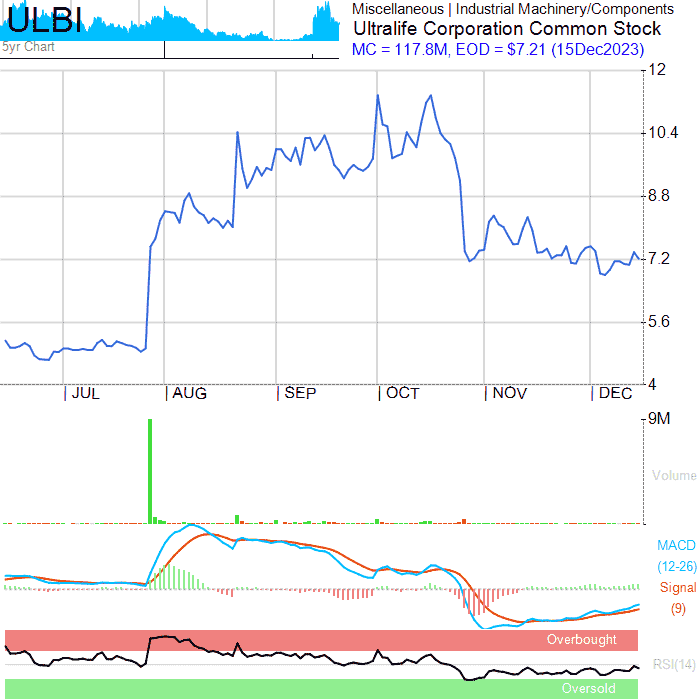 ULBI
5yr Chart
Miscellaneous | Industrial Machinery/Components
Ultralife Corporation Common Stock
MC = 117.8M, EOD = $7.21 (15Dec2023)
12
10.4
8.8
7.2
5.6
4
JUL AUG SEP OCT NOV DEC
9M
Volume
MACD
(12-26)
Signal
(9)
Overbought
RSI(14)
Oversold